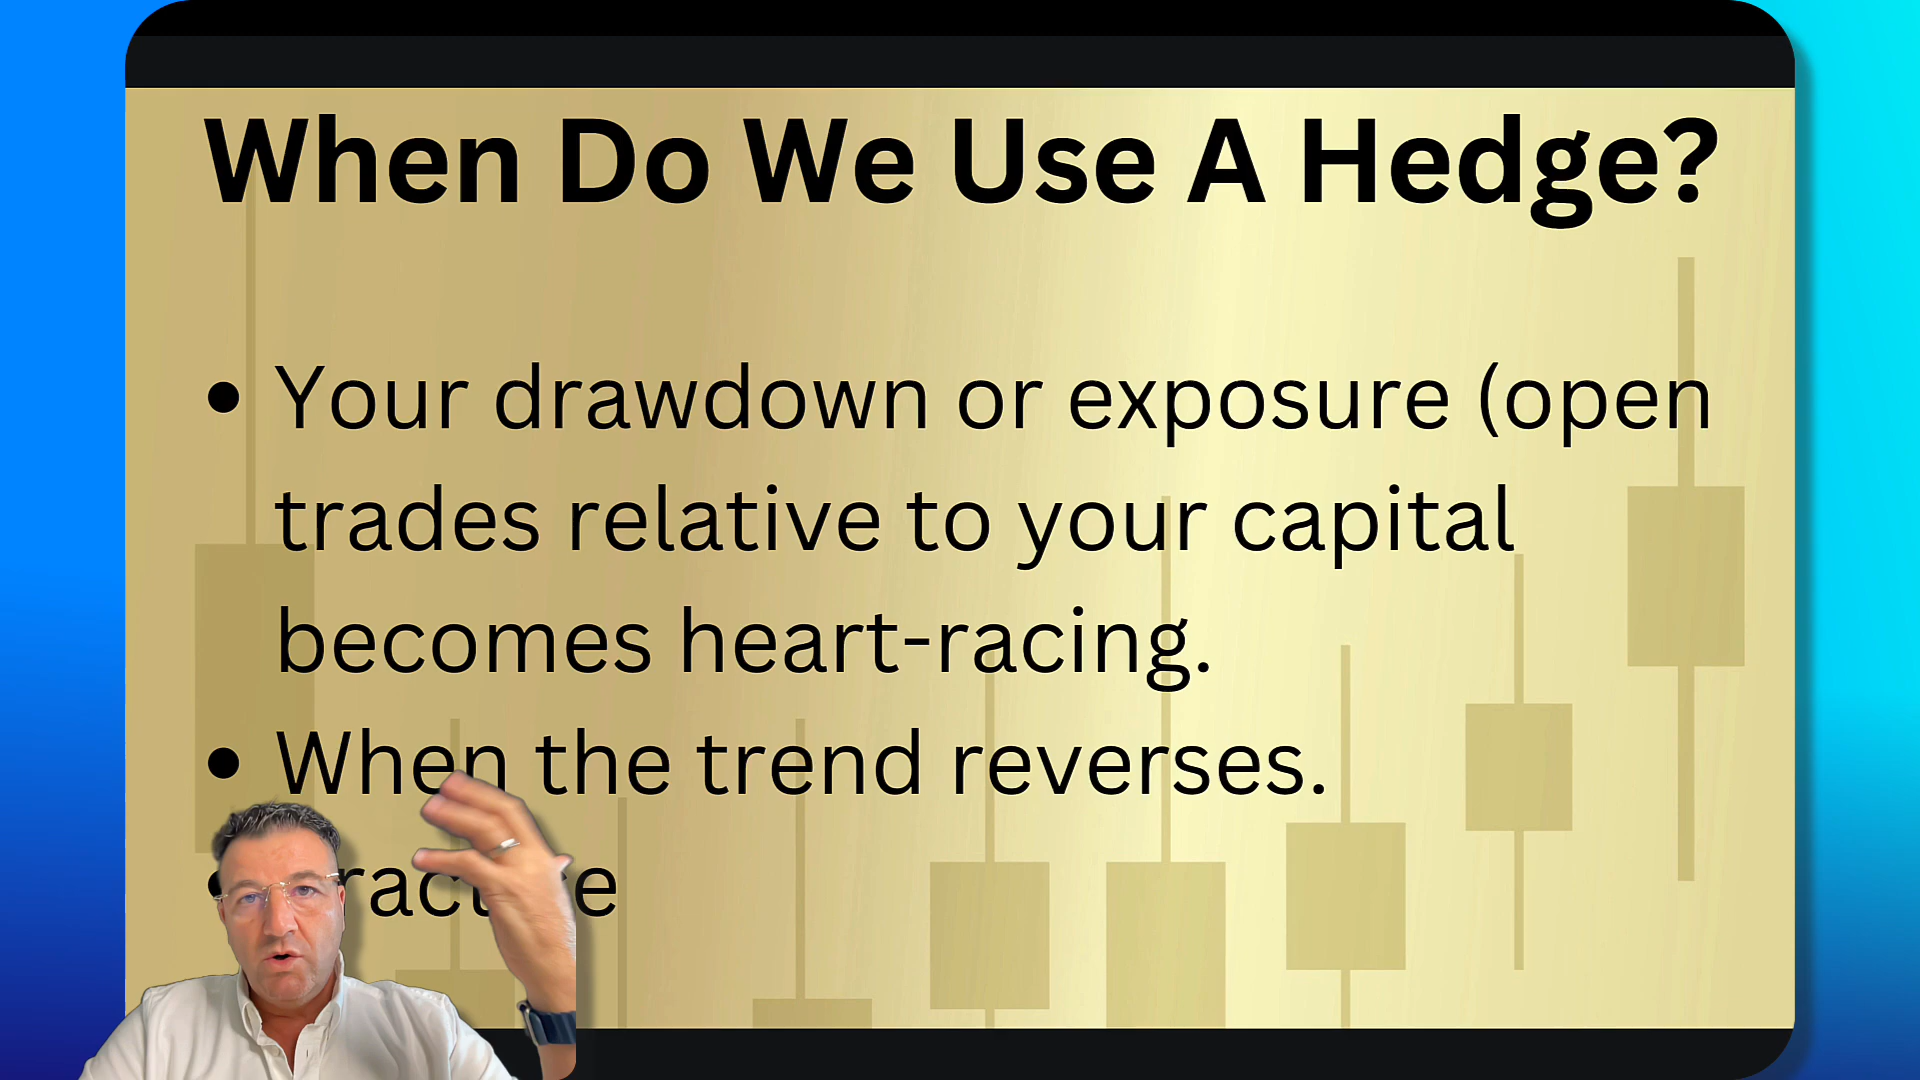 When Do We Use A Hedge?
• Your drawdown or exposure (open
trades relative to your capital
becomes heart-racing.
• When the trend reverses.